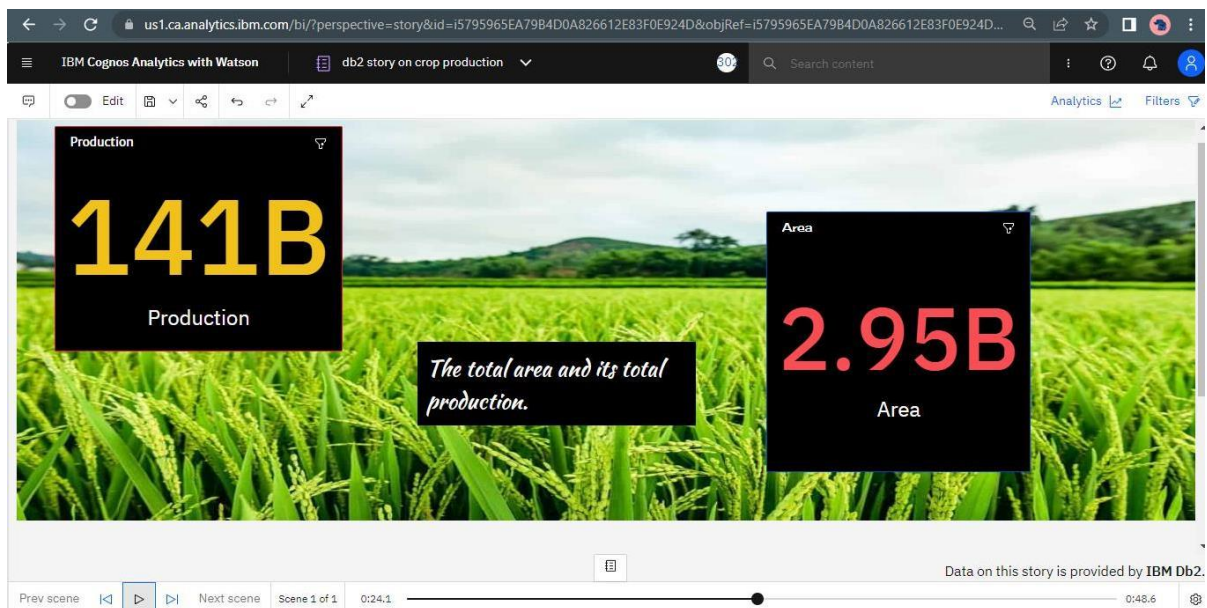 us1.ca.analytics.ibm.com/bi/?perspective=story&id=i5795965EA79B4D0A826612E83F0E924D&objRef=i5795965EA79B4D0A826612E83F0E924D...
IBM Cognos Analytics with Watson
db2 story on crop production
302
Search content
Edit
Analytics
Filters
Production
141B
Production
Area
2.95B
Area
The total area and its total
production.
Data on this story is provided by IBM Db2.
Prev scene
Next scene
Scene 1 of 1
0:24.1
0:48.6